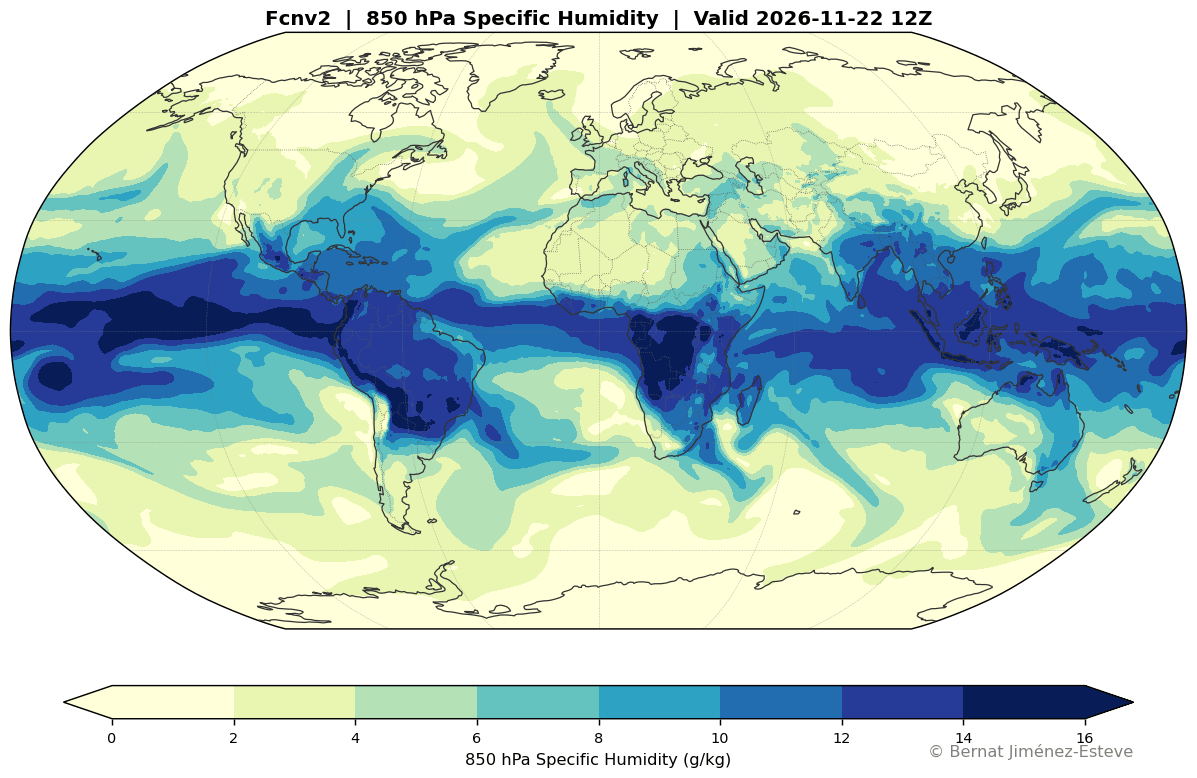 Fcnv2 | 850 hPa Specific Humidity | Valid 2026-11-22 12Z
0 2 4 6 8 10 12 14 16
850 hPa Specific Humidity (g/kg)
© Bernat Jiménez-Esteve